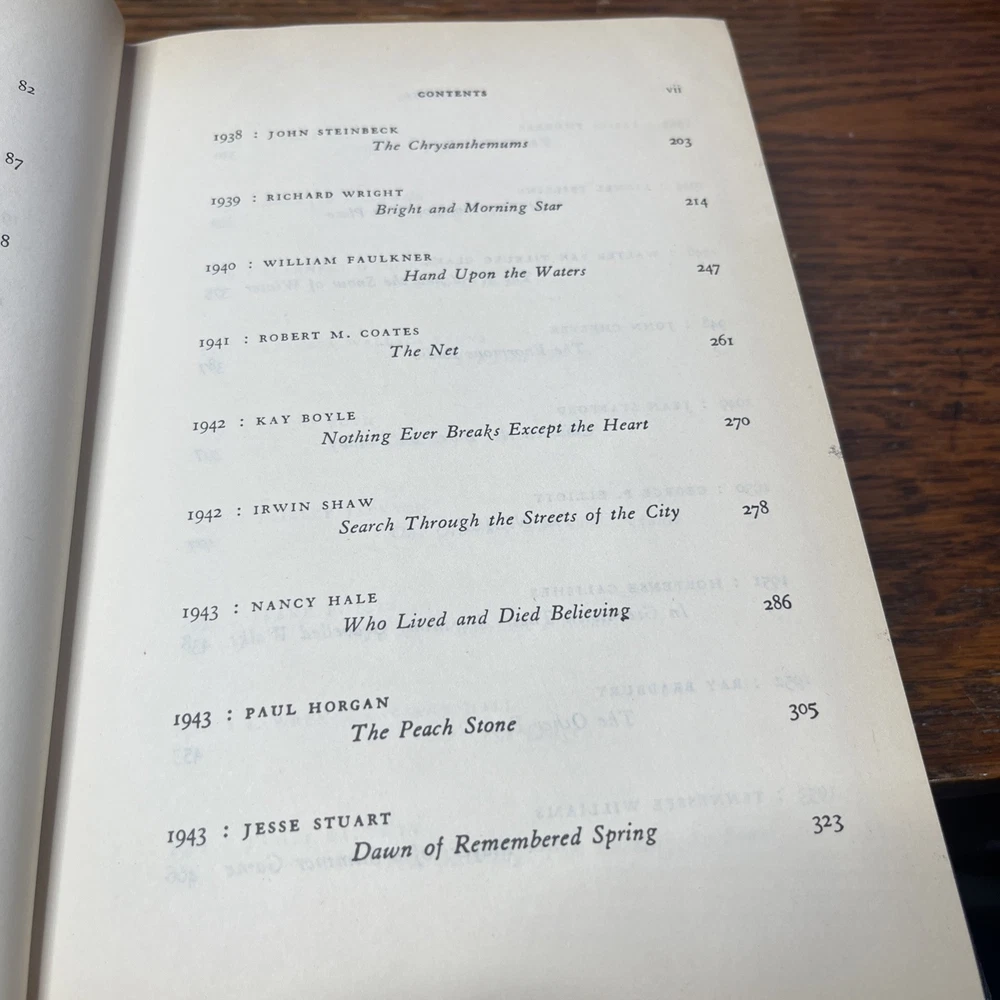 82
87
8
CONTENTS vii
1938 : JOHN STEINBECK
The Chrysanthemums 203
1939 : RICHARD WRIGHT
Bright and Morning Star 214
1940 : WILLIAM FAULKNER
Hand Upon the Waters 247
1941 : ROBERT M. COATES
The Net 261
1942 : KAY BOYLE
Nothing Ever Breaks Except the Heart 270
1942 : IRWIN SHAW
Search Through the Streets of the City 278
1943 : NANCY HALE
Who Lived and Died Believing 286
1943 : PAUL HORGAN
The Peach Stone 305
1943 : JESSE STUART
Dawn of Remembered Spring 323